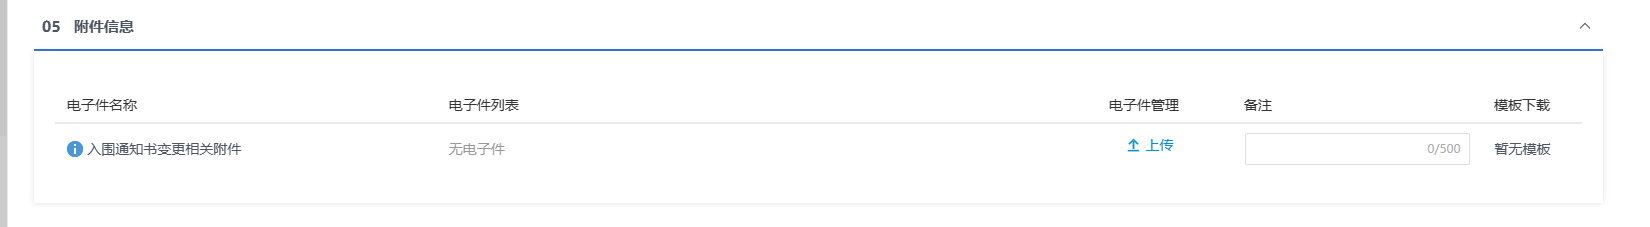 05 附件信息
电子件名称 电子件列表 电子件管理 备注 模板下载
入围通知书变更相关附件 无电子件 上传 0/500 暂无模板